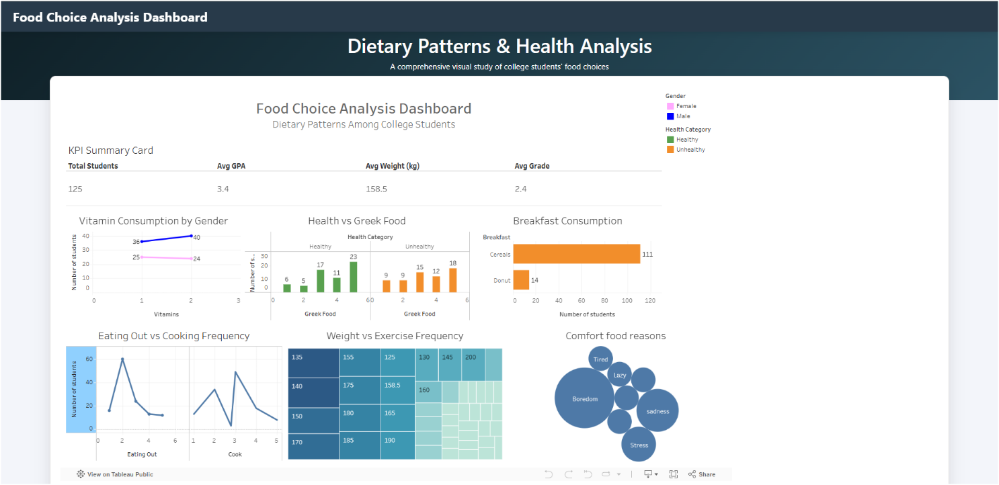 Food Choice Analysis Dashboard
Dietary Patterns & Health Analysis
A comprehensive visual study of college students' food choices
Food Choice Analysis Dashboard
Dietary Patterns Among College Students
Gender
Female
Male
Health Category
Healthy
Unhealthy
KPI Summary Card
Total Students Avg GPA Avg Weight (kg) Avg Grade
125 3.4 158.5 2.4
Vitamin Consumption by Gender
Number of students
40
30
20
10
0
36 40
25 24
0 1 2 3
Vitamins
Health vs Greek Food
Health Category
Healthy Unhealthy
Number of s...
30
20
10
0
6 5 17 11 23
9 9 15 12 18
0 2 4 6 0 2 4 6
Greek Food Greek Food
Breakfast Consumption
Breakfast
Cereals 111
Donut 14
0 20 40 60 80 100 120
Number of students
Eating Out vs Cooking Frequency
Number of students
60
40
20
0
0 2 4 6 1 2 3 4 5
Eating Out Cook
Weight vs Exercise Frequency
135 155 125 130 145 200
140 175 158.5 160
150 180 165
170 185 190
Comfort food reasons
Tired
Lazy
Boredom
sadness
Stress
View on Tableau Public
Share